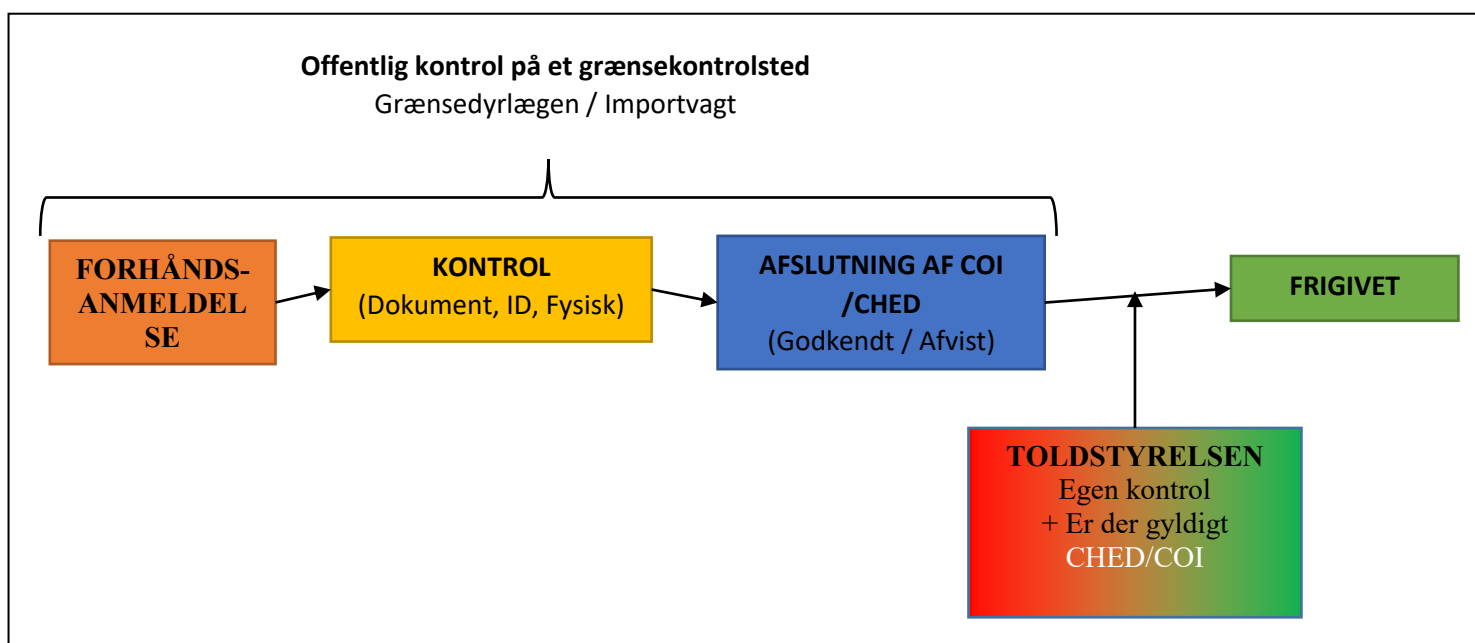 Offentlig kontrol på et grænsekontrolsted
Grænsedyrlægen / Importvagt
FORHÅNDS-
ANMELDEL
SE
KONTROL
(Dokument, ID, Fysisk)
AFSLUTNING AF COI
/CHED
(Godkendt / Afvist)
FRIGIVET
TOLDSTYRELSEN
Egen kontrol
+ Er der gyldigt
CHED/COI